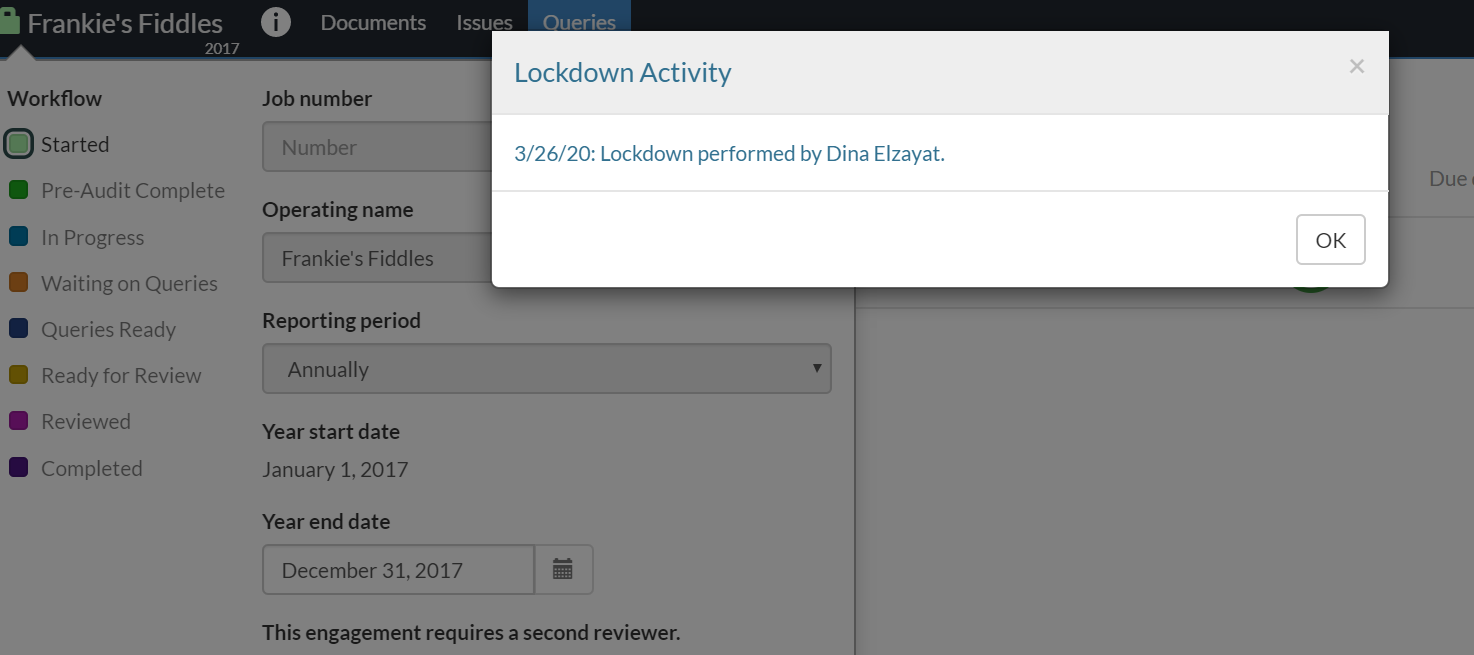 Frankie's Fiddles
2017
Documents
Issues
Queries
Lockdown Activity
×
3/26/20: Lockdown performed by Dina Elzayat.
OK
Workflow
Started
Pre-Audit Complete
In Progress
Waiting on Queries
Queries Ready
Ready for Review
Reviewed
Completed
Job number
Number
Operating name
Frankie's Fiddles
Reporting period
Annually
Year start date
January 1, 2017
Year end date
December 31, 2017
This engagement requires a second reviewer.
Due